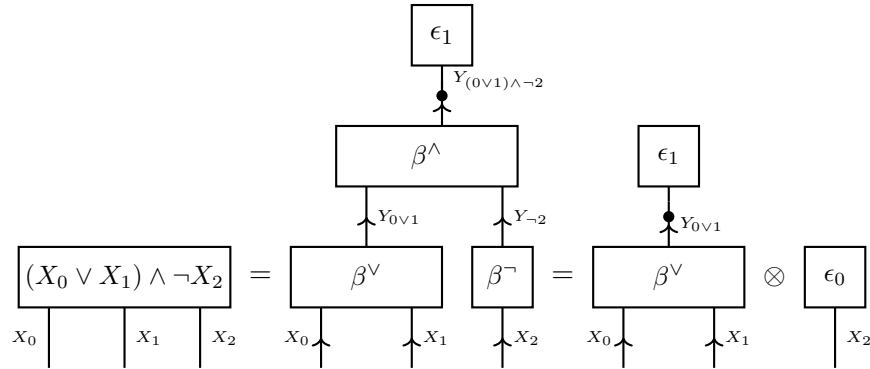 ϵ₁
Y₍₀∨₁₎∧¬₂
β^∧
ϵ₁
Y₀∨₁ Y¬₂ Y₀∨₁
(X₀ ∨ X₁) ∧ ¬X₂ = β^∨ β^¬ = β^∨ ⊗ ϵ₀
X₀ X₁ X₂ X₀ X₁ X₂ X₀ X₁ X₂